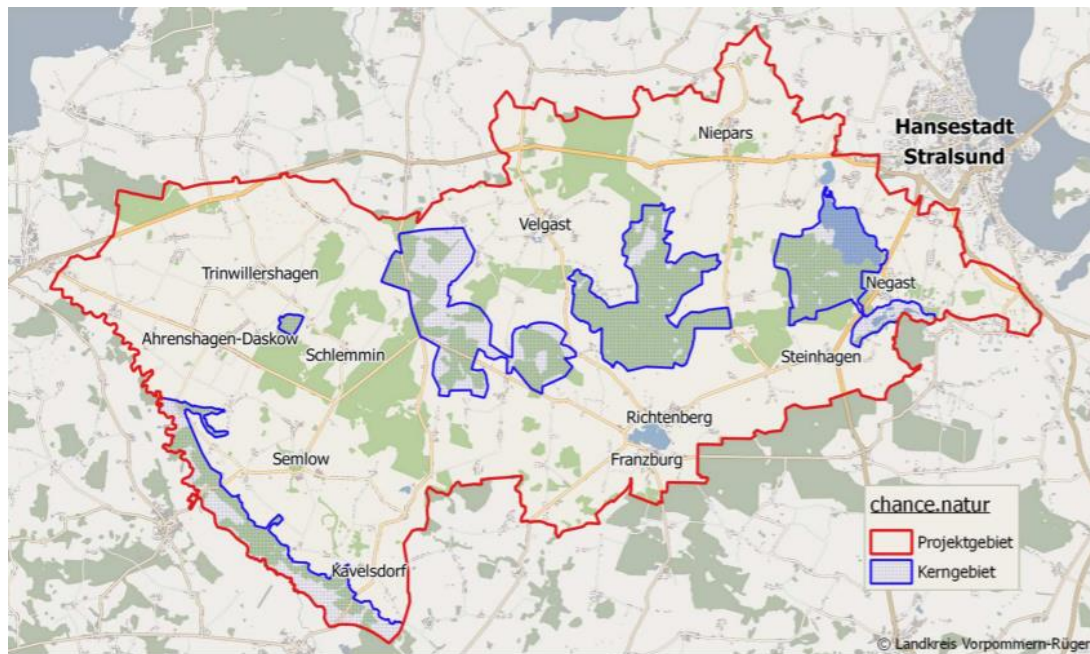 Niepars
Hansestadt
Stralsund
Velgast
Trinwillershagen
Negast
Ahrenshagen-Daskow
Schlemmin
Steinhagen
Richtenberg
Semlow
Franzburg
chance.natur
Projektgebiet
Kerngebiet
Kavelsdorf
© Landkreis Vorpommern-Rügen